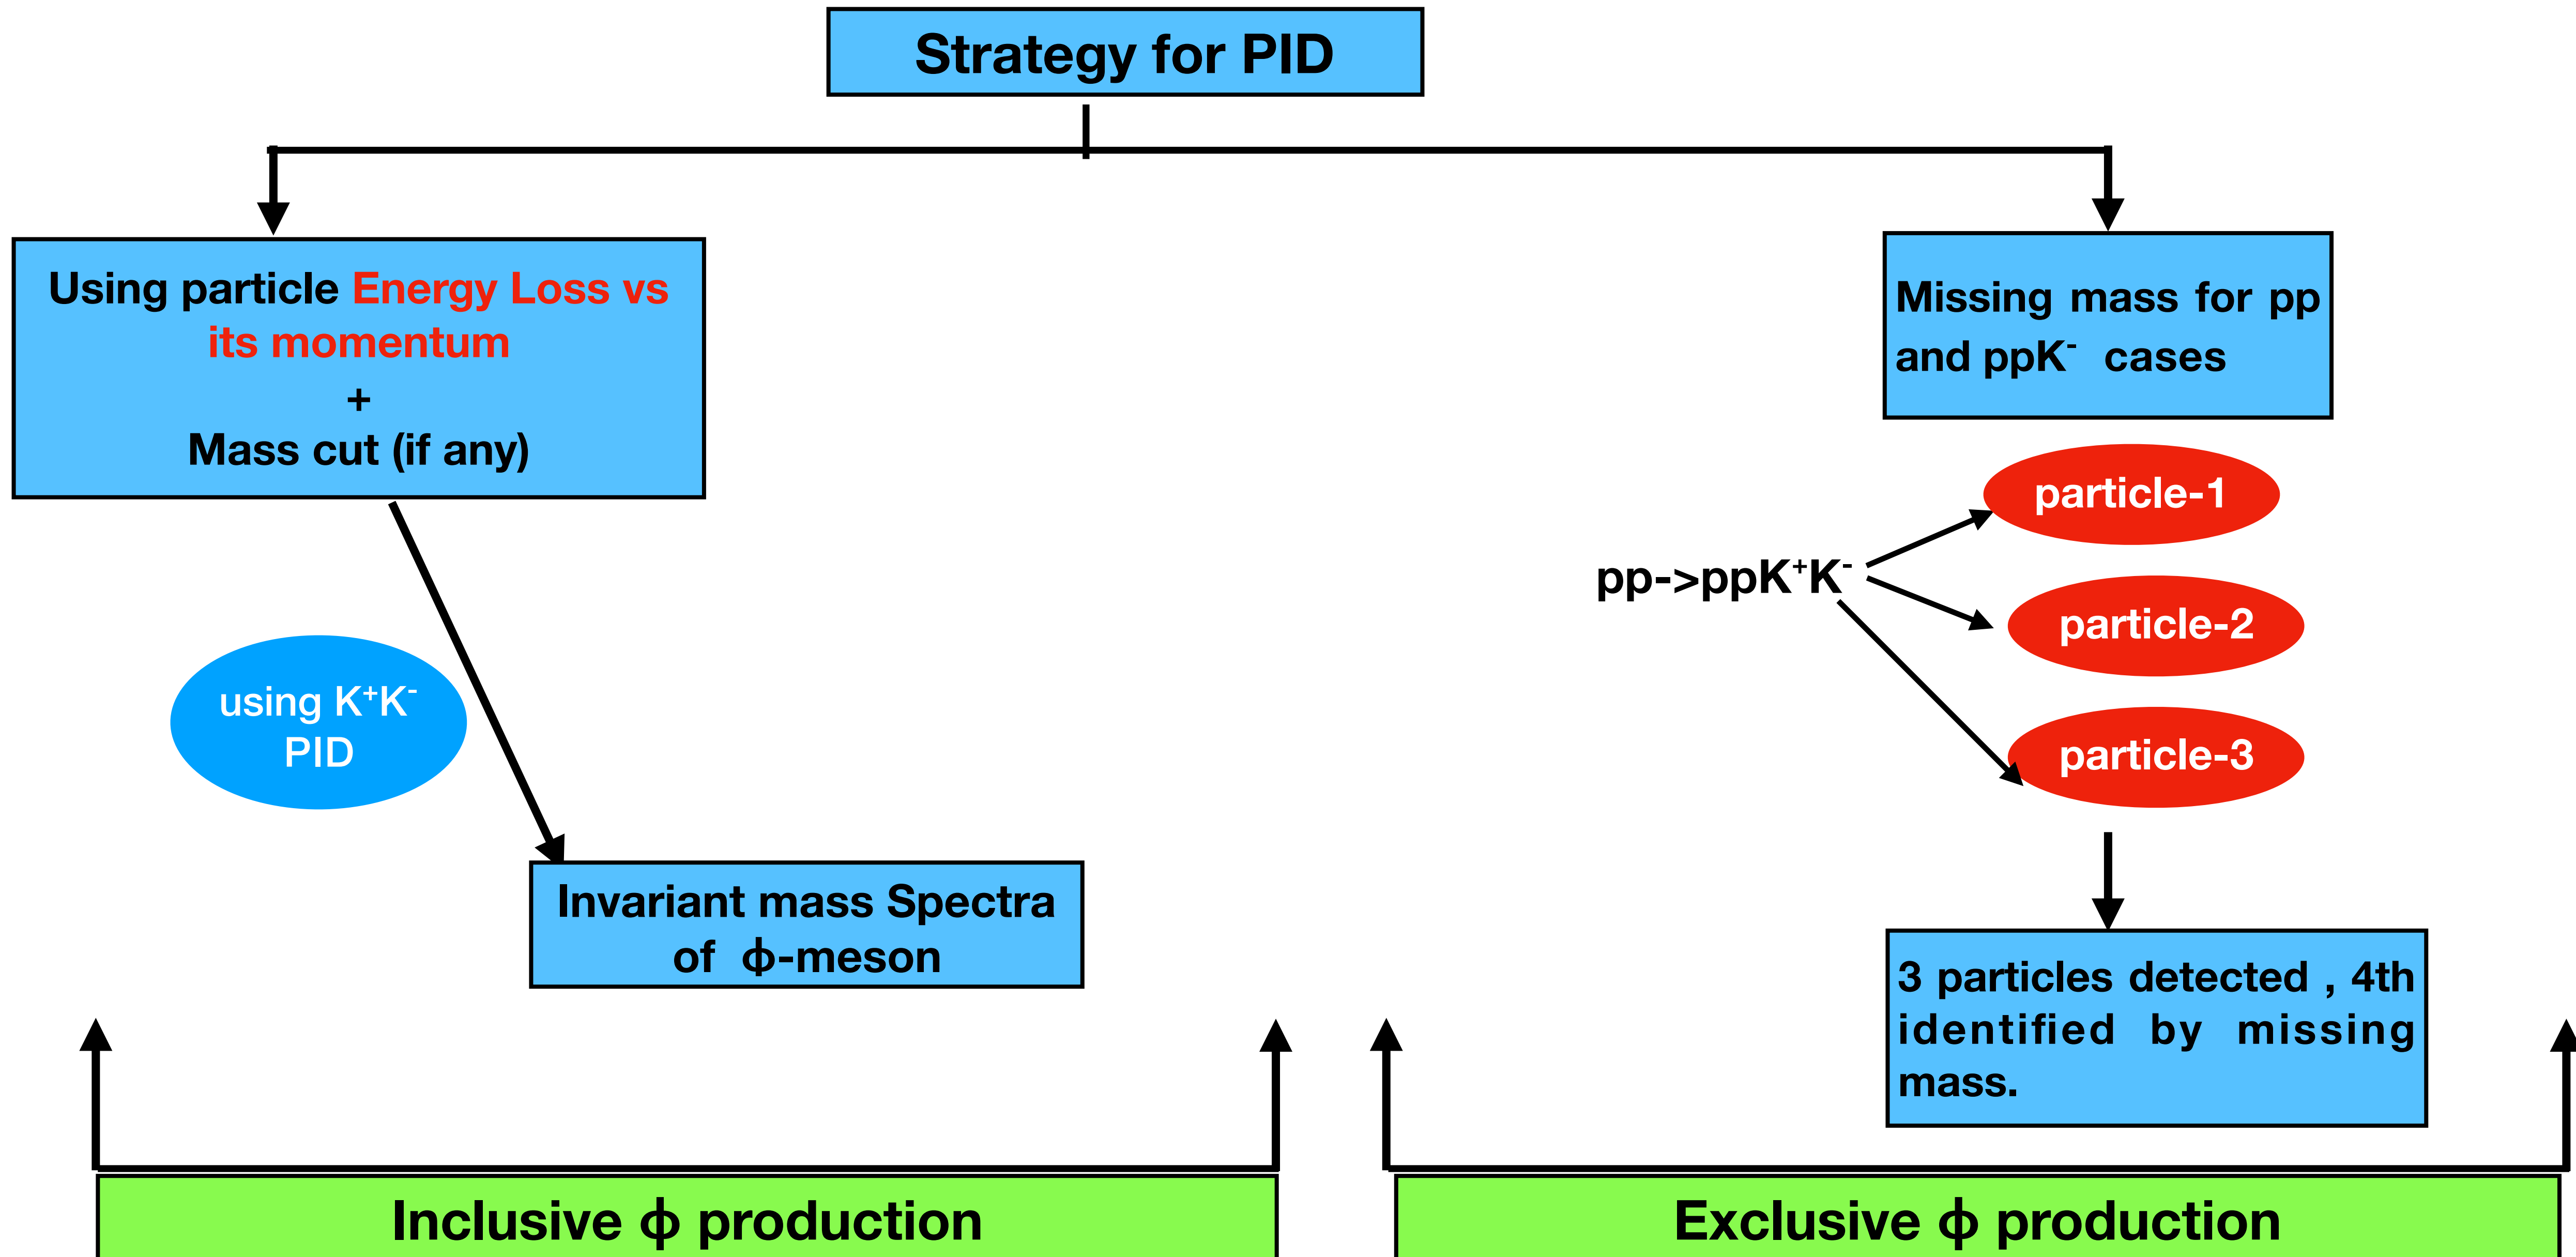 Strategy for PID
Using particle Energy Loss vs
its momentum
+
Mass cut (if any)
using K⁺K⁻
PID
Invariant mass Spectra
of ϕ-meson
Inclusive ϕ production
Missing mass for pp
and ppK⁻ cases
pp->ppK⁺K⁻
particle-1
particle-2
particle-3
3 particles detected , 4th
identified by missing
mass.
Exclusive ϕ production